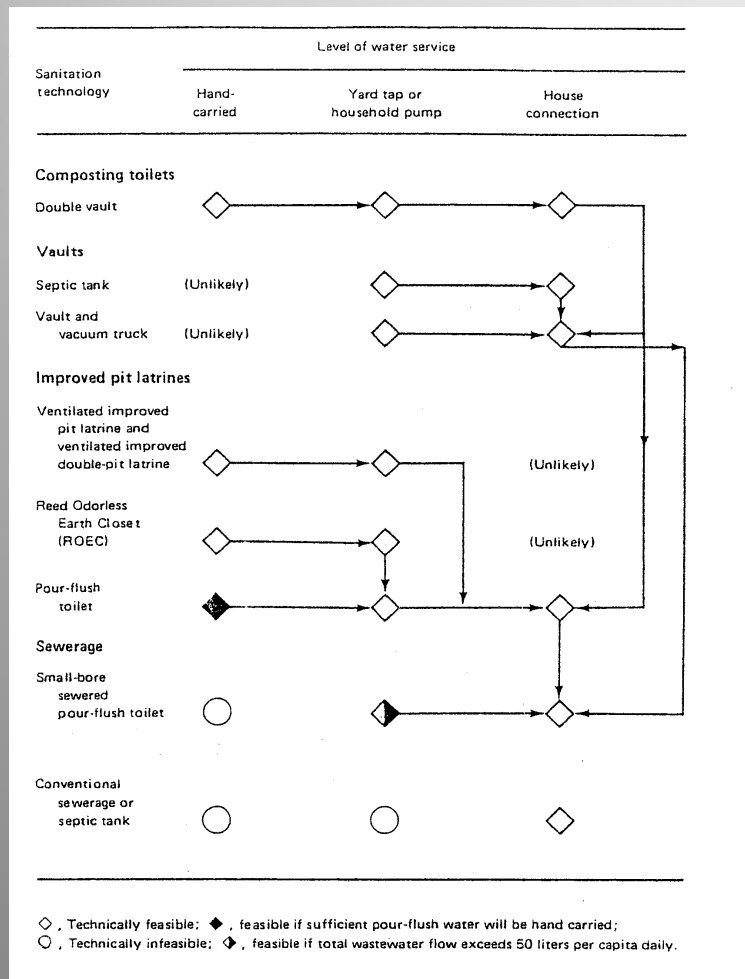 Level of water service
Sanitation
technology
Hand-
carried
Yard tap or
household pump
House
connection
Composting toilets
Double vault
Vaults
Septic tank (Unlikely)
Vault and
vacuum truck (Unlikely)
Improved pit latrines
Ventilated improved
pit latrine and
ventilated improved
double-pit latrine (Unlikely)
Reed Odorless
Earth Closet
(ROEC) (Unlikely)
Pour-flush
toilet
Sewerage
Small-bore
sewered
pour-flush toilet
Conventional
sewerage or
septic tank
◇ , Technically feasible; ◆ , feasible if sufficient pour-flush water will be hand carried;
○ , Technically infeasible; ⬗ , feasible if total wastewater flow exceeds 50 liters per capita daily.